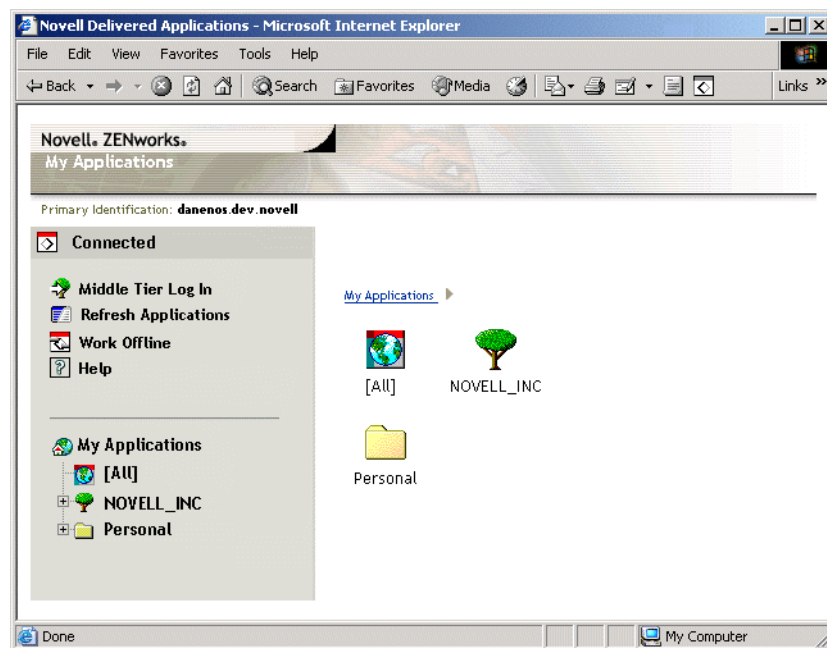 Novell Delivered Applications - Microsoft Internet Explorer
File Edit View Favorites Tools Help
Back Search Favorites Media Links »
Novell. ZENworks.
My Applications
Primary Identification: danenos.dev.novell
Connected
Middle Tier Log In
Refresh Applications
Work Offline
Help
My Applications
[All]
NOVELL_INC
Personal
My Applications
[All] NOVELL_INC
Personal
Done My Computer